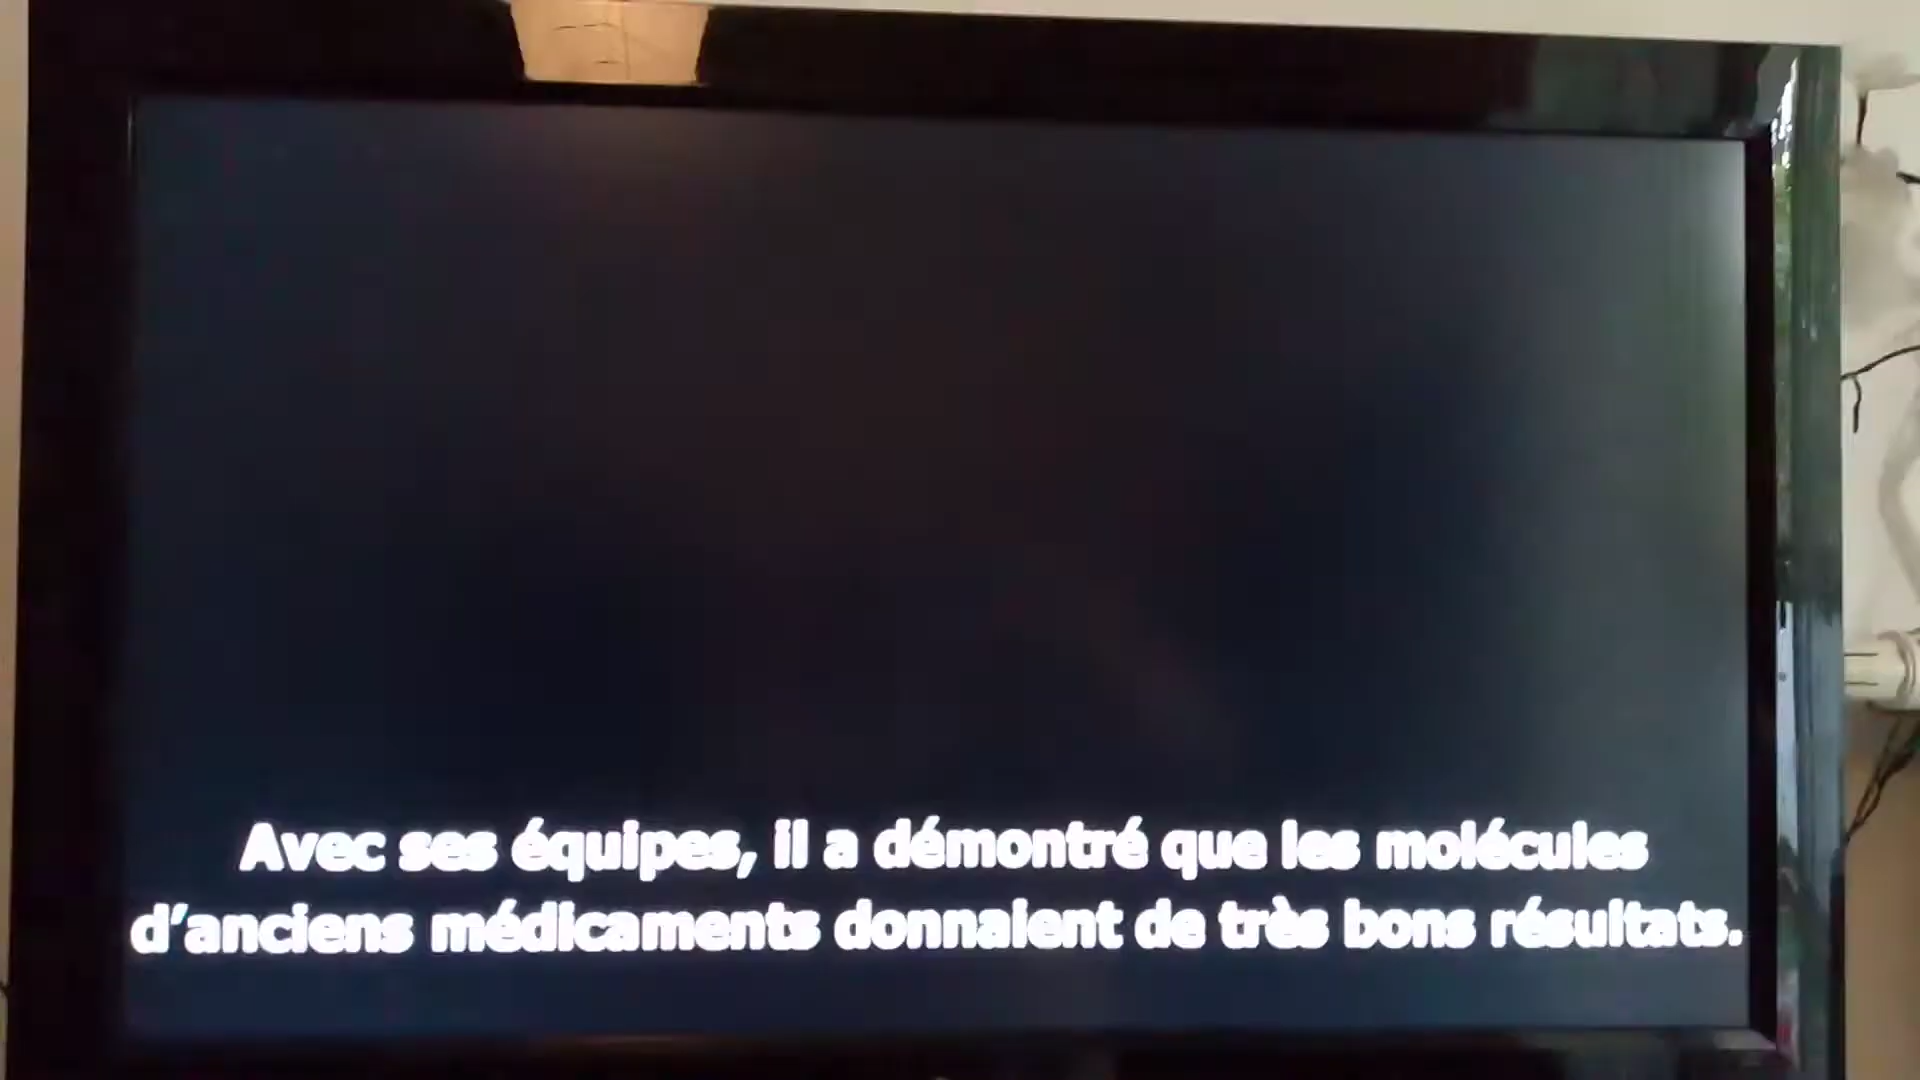 Avec ses équipes, il a démontré que les molécules
d’anciens médicaments donnaient de très bons résultats.